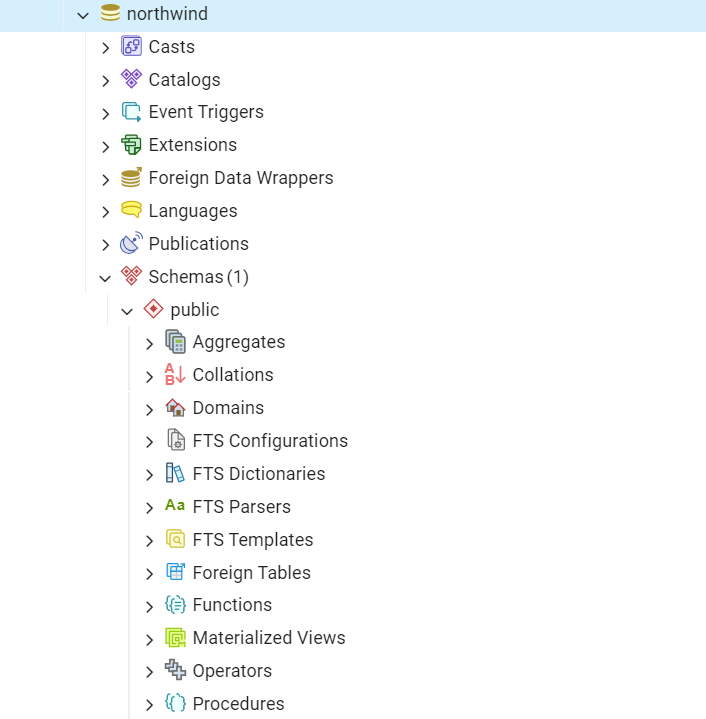 northwind
Casts
Catalogs
Event Triggers
Extensions
Foreign Data Wrappers
Languages
Publications
Schemas (1)
public
Aggregates
Collations
Domains
FTS Configurations
FTS Dictionaries
Aa FTS Parsers
FTS Templates
Foreign Tables
Functions
Materialized Views
Operators
Procedures